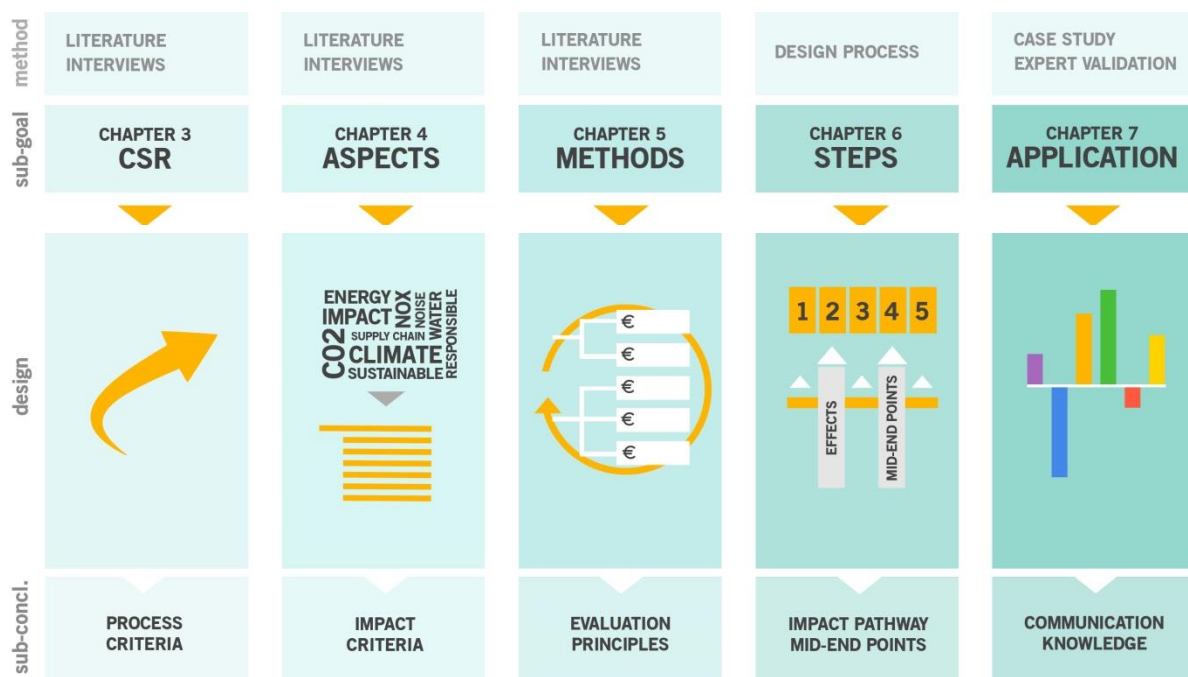 method
LITERATURE
INTERVIEWS
LITERATURE
INTERVIEWS
LITERATURE
INTERVIEWS
DESIGN PROCESS
CASE STUDY
EXPERT VALIDATION
sub-goal
CHAPTER 3
CSR
CHAPTER 4
ASPECTS
CHAPTER 5
METHODS
CHAPTER 6
STEPS
CHAPTER 7
APPLICATION
design
ENERGY
IMPACT
CO2
NOX
NOISE
WATER
RESPONSIBLE
SUPPLY CHAIN
CLIMATE
SUSTAINABLE
€
€
€
€
€
1 2 3 4 5
EFFECTS
MID-END POINTS
sub-concl.
PROCESS
CRITERIA
IMPACT
CRITERIA
EVALUATION
PRINCIPLES
IMPACT PATHWAY
MID-END POINTS
COMMUNICATION
KNOWLEDGE